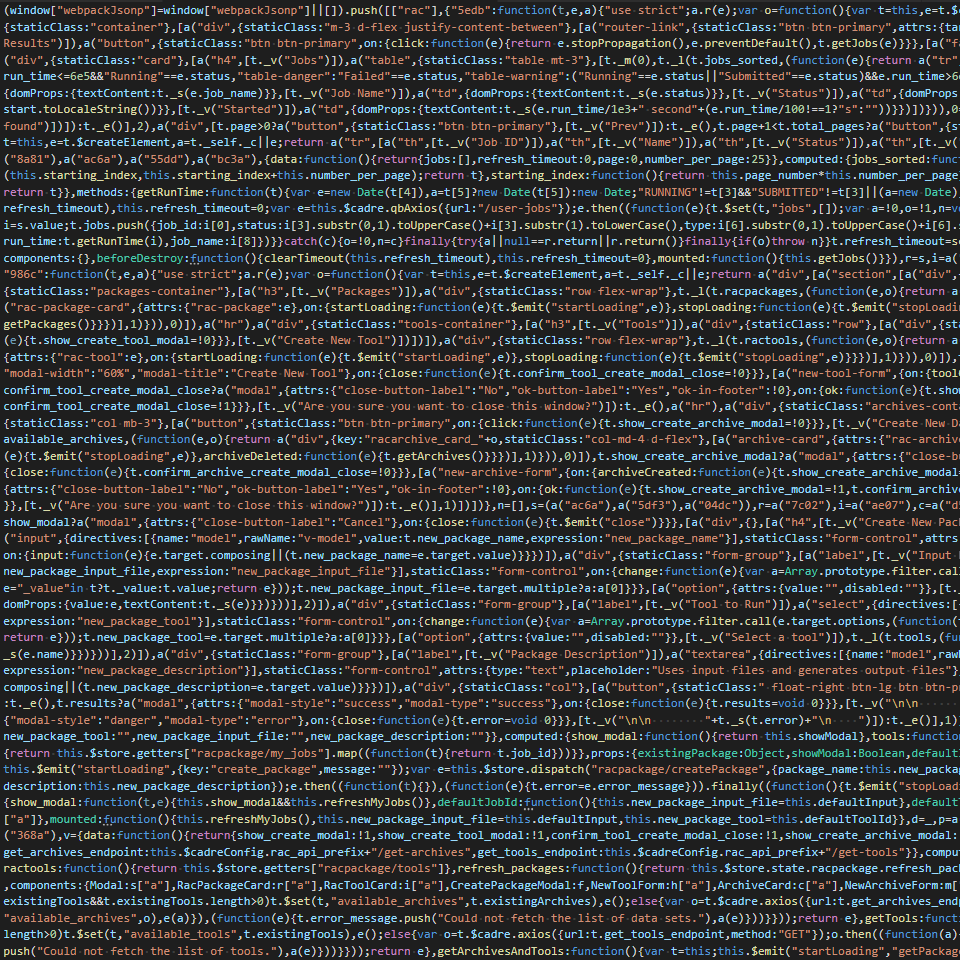 (window["webpackJsonp"]=window["webpackJsonp"]||[]).push([["rac"],{"5edb":function(t,e,a){"use strict";a.r(e);var o=function(){var t=this,e=t.$
{staticClass:"container"},[a("div",{staticClass:"m-3 d-flex justify-content-between"},[a("router-link",{staticClass:"btn btn-primary",attrs:{tar
Results")]),a("button",{staticClass:"btn btn-primary",on:{click:function(e){return e.stopPropagation(),e.preventDefault(),t.getJobs(e)}}},[a("fa
("div",{staticClass:"card"},[a("h4",[t._v("Jobs")]),a("table",{staticClass:"table mt-3"},[t._m(0),t._l(t.jobs_sorted,(function(e){return a("tr",
run_time<=6e5&&"Running"==e.status,"table-danger":"Failed"==e.status,"table-warning":("Running"==e.status||"Submitted"==e.status)&&e.run_time>6e
{domProps:{textContent:t._s(e.job_name)}},[t._v("Job Name")]),a("td",{domProps:{textContent:t._s(e.status)}},[t._v("Status")]),a("td",{domProps:
start.toLocaleString())}},[t._v("Started")]),a("td",{domProps:{textContent:t._s(e.run_time/1e3+" second"+(e.run_time/100!==1?"s":""))}})])})),0=
found")])]):t._e()],2),a("div",[t.page>0?a("button",{staticClass:"btn btn-primary"},[t._v("Prev")]):t._e(),t.page+1<t.total_pages?a("button",{st
t=this,e=t.$createElement,a=t._self._c||e;return a("tr",[a("th",[t._v("Job ID")]),a("th",[t._v("Name")]),a("th",[t._v("Status")]),a("th",[t._v(
("8a81"),a("ac6a"),a("55dd"),a("bc3a"),{data:function(){return{jobs:[],refresh_timeout:0,page:0,number_per_page:25}},computed:{jobs_sorted:funct
(this.starting_index,this.starting_index+this.number_per_page);return t},starting_index:function(){return this.page_number*this.number_per_page
return t}},methods:{getRunTime:function(t){var e=new Date(t[4]),a=t[5]?new Date(t[5]):new Date;"RUNNING"!=t[3]&&"SUBMITTED"!=t[3]||(a=new Date)
refresh_timeout),this.refresh_timeout=0;var e=this.$cadre.qbAxios({url:"/user-jobs"});e.then((function(e){t.$set(t,"jobs",[]);var a=!0,o=!1,n=vo
i=s.value;t.jobs.push({job_id:i[0],status:i[3].substr(0,1).toUpperCase()+i[3].substr(1).toLowerCase(),type:i[6].substr(0,1).toUpperCase()+i[6].s
run_time:t.getRunTime(i),job_name:i[8]})}}catch(c){o=!0,n=c}finally{try{a||null==r.return||r.return()}finally{if(o)throw n}}t.refresh_timeout=se
components:{},beforeDestroy:function(){clearTimeout(this.refresh_timeout),this.refresh_timeout=0},mounted:function(){this.getJobs()}}),r=s,i=a(
"986c":function(t,e,a){"use strict";a.r(e);var o=function(){var t=this,e=t.$createElement,a=t._self._c||e;return a("div",[a("section",[a("div",
{staticClass:"packages-container"},[a("h3",[t._v("Packages")]),a("div",{staticClass:"row flex-wrap"},t._l(t.racpackages,(function(e,o){return a(
("rac-package-card",{attrs:{"rac-package":e},on:{startLoading:function(e){t.$emit("startLoading",e)},stopLoading:function(e){t.$emit("stopLoadin
getPackages()}}})],1)})),0)]),a("hr"),a("div",{staticClass:"tools-container"},[a("h3",[t._v("Tools")]),a("div",{staticClass:"row"},[a("div",{sta
(e){t.show_create_tool_modal=!0}}},[t._v("Create New Tool")])])]),a("div",{staticClass:"row flex-wrap"},t._l(t.ractools,(function(e,o){return a
{attrs:{"rac-tool":e},on:{startLoading:function(e){t.$emit("startLoading",e)},stopLoading:function(e){t.$emit("stopLoading",e)}}})],1)})),0)]),t
"modal-width":"60%","modal-title":"Create New Tool"},on:{close:function(e){t.confirm_tool_create_modal_close=!0}}},[a("new-tool-form",{on:{toolC
confirm_tool_create_modal_close?a("modal",{attrs:{"close-button-label":"No","ok-button-label":"Yes","ok-in-footer":!0},on:{ok:function(e){t.show
confirm_tool_create_modal_close=!1}}},[t._v("Are you sure you want to close this window?")]):t._e(),a("hr"),a("div",{staticClass:"archives-conta
{staticClass:"col mb-3"},[a("button",{staticClass:"btn btn-primary",on:{click:function(e){t.show_create_archive_modal=!0}}},[t._v("Create New Da
available_archives,(function(e,o){return a("div",{key:"racarchive_card_"+o,staticClass:"col-md-4 d-flex"},[a("archive-card",{attrs:{"rac-archive
(e){t.$emit("stopLoading",e)},archiveDeleted:function(e){t.getArchives()}}})],1)})),0)]),t.show_create_archive_modal?a("modal",{attrs:{"close-bu
{close:function(e){t.confirm_archive_create_modal_close=!0}}},[a("new-archive-form",{on:{archiveCreated:function(e){t.show_create_archive_modal=
{attrs:{"close-button-label":"No","ok-button-label":"Yes","ok-in-footer":!0},on:{ok:function(e){t.show_create_archive_modal=!1,t.confirm_archive
}},[t._v("Are you sure you want to close this window?")]):t._e()],1)])])},n=[],s=(a("ac6a"),a("5df3"),a("04dc")),r=a("7c02"),i=a("ae07"),c=a("d
show_modal?a("modal",{attrs:{"close-button-label":"Cancel"},on:{close:function(e){t.$emit("close")}}},[a("div",{},[a("h4",[t._v("Create New Pack
("input",{directives:[{name:"model",rawName:"v-model",value:t.new_package_name,expression:"new_package_name"}],staticClass:"form-control",attrs
on:{input:function(e){e.target.composing||(t.new_package_name=e.target.value)}}})]),a("div",{staticClass:"form-group"},[a("label",[t._v("Input F
new_package_input_file,expression:"new_package_input_file"}],staticClass:"form-control",on:{change:function(e){var a=Array.prototype.filter.call
e="_value"in t?t._value:t.value;return e}));t.new_package_input_file=e.target.multiple?a:a[0]}}},[a("option",{attrs:{value:"",disabled:""}},[t._
domProps:{value:e,textContent:t._s(e)}})}))],2)]),a("div",{staticClass:"form-group"},[a("label",[t._v("Tool to Run")]),a("select",{directives:[
expression:"new_package_tool"}],staticClass:"form-control",on:{change:function(e){var a=Array.prototype.filter.call(e.target.options,(function(t
return e}));t.new_package_tool=e.target.multiple?a:a[0]}}},[a("option",{attrs:{value:"",disabled:""}},[t._v("Select a tool")]),t._l(t.tools,(fu
_s(e.name)}})}))],2)]),a("div",{staticClass:"form-group"},[a("label",[t._v("Package Description")]),a("textarea",{directives:[{name:"model",rawN
expression:"new_package_description"}],staticClass:"form-control",attrs:{type:"text",placeholder:"Uses input files and generates output files"}
composing||(t.new_package_description=e.target.value)}}})]),a("div",{staticClass:"col"},[a("button",{staticClass:" float-right btn-lg btn btn-pr
:t._e(),t.results?a("modal",{attrs:{"modal-style":"success","modal-type":"success"},on:{close:function(e){t.results=void 0}}},[t._v("\n\n
{"modal-style":"danger","modal-type":"error"},on:{close:function(e){t.error=void 0}}},[t._v("\n\n        "+t._s(t.error)+"\n    ")]):t._e()],1)]
new_package_tool:"",new_package_input_file:"",new_package_description:""}},computed:{show_modal:function(){return this.showModal},tools:function
{return this.$store.getters["racpackage/my_jobs"].map((function(t){return t.job_id}))}},props:{existingPackage:Object,showModal:Boolean,default
this.$emit("startLoading",{key:"create_package",message:""});var e=this.$store.dispatch("racpackage/createPackage",{package_name:this.new_packag
description:this.new_package_description});e.then((function(t){}),(function(e){t.error=e.error})).finally((function(){t.$emit("stopLoading
{show_modal:function(t,e){this.show_modal&&this.refreshMyJobs()},defaultJobId:function(){this.new_package_input_file=this.defaultInput},defaultT
["a"]},mounted:function(){this.refreshMyJobs(),this.new_package_input_file=this.defaultInput,this.new_package_tool=this.defaultToolId}},d=_,p=a
("368a"),v={data:function(){return{show_create_modal:!1,show_create_tool_modal:!1,confirm_tool_create_modal_close:!1,show_create_archive_modal:
get_archives_endpoint:this.$cadreConfig.rac_api_prefix+"/get-archives",get_tools_endpoint:this.$cadreConfig.rac_api_prefix+"/get-tools"}},comput
ractools:function(){return this.$store.getters["racpackage/tools"]},refresh_packages:function(){return this.$store.state.racpackage.refresh_pack
,components:{Modal:s["a"],RacPackageCard:r["a"],RacToolCard:i["a"],CreatePackageModal:f,NewToolForm:h["a"],ArchiveCard:c["a"],NewArchiveForm:m[
existingTools&&t.existingTools.length>0)t.$set(t,"available_archives",t.existingArchives),e();else{var o=t.$cadre.axios({url:t.get_archives_end
"available_archives",o),e(a)}),(function(e){t.error_message.push("Could not fetch the list of data sets."),a(e)}))}}));return e},getTools:funct
length>0)t.$set(t,"available_tools",t.existingTools),e();else{var o=t.$cadre.axios({url:t.get_tools_endpoint,method:"GET"});o.then((function(a)
push("Could not fetch the list of tools."),a(e)}))}}));return e},getArchivesAndTools:function(){var t=this;this.$emit("startLoading","getPackage